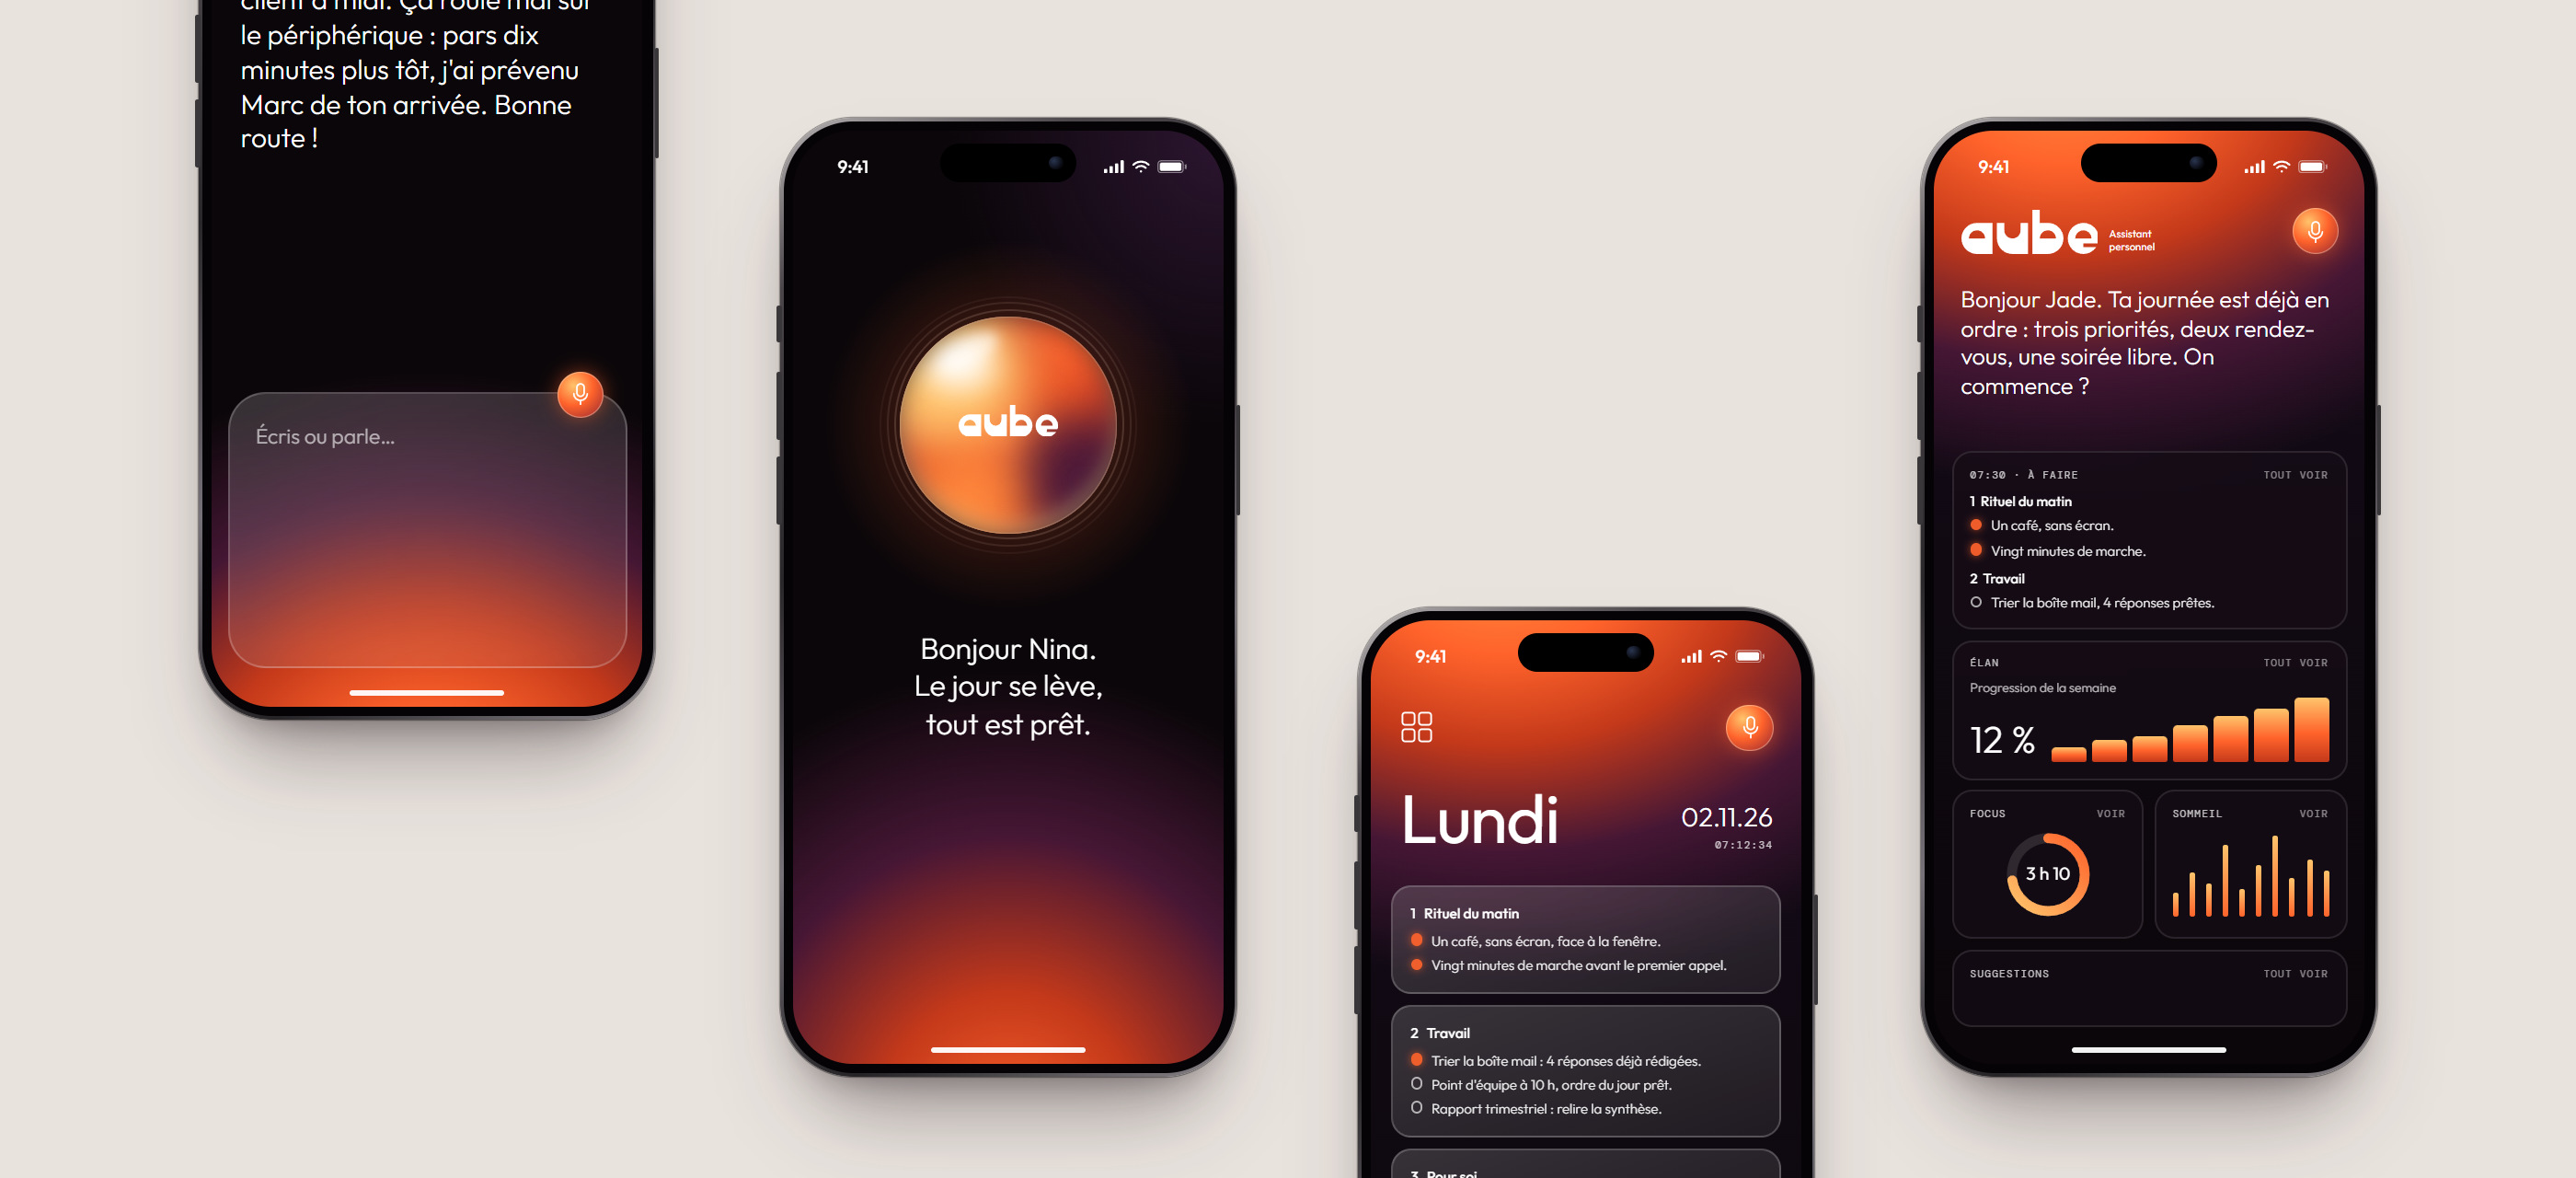 client à midi. Ça roule mal sur
le périphérique : pars dix
minutes plus tôt, j'ai prévenu
Marc de ton arrivée. Bonne
route !
Écris ou parle...
9:41
aube
Bonjour Nina.
Le jour se lève,
tout est prêt.
9:41
Lundi
02.11.26
07:12:34
1 Rituel du matin
Un café, sans écran, face à la fenêtre.
Vingt minutes de marche avant le premier appel.
2 Travail
Trier la boîte mail : 4 réponses déjà rédigées.
Point d'équipe à 10 h, ordre du jour prêt.
Rapport trimestriel : relire la synthèse.
3 Pour soi
9:41
aube
Assistant
personnel
Bonjour Jade. Ta journée est déjà en
ordre : trois priorités, deux rendez-
vous, une soirée libre. On
commence ?
07:30 · À FAIRE
TOUT VOIR
1 Rituel du matin
Un café, sans écran.
Vingt minutes de marche.
2 Travail
Trier la boîte mail, 4 réponses prêtes.
ÉLAN
TOUT VOIR
Progression de la semaine
12 %
FOCUS
VOIR
3 h 10
SOMMEIL
VOIR
SUGGESTIONS
TOUT VOIR